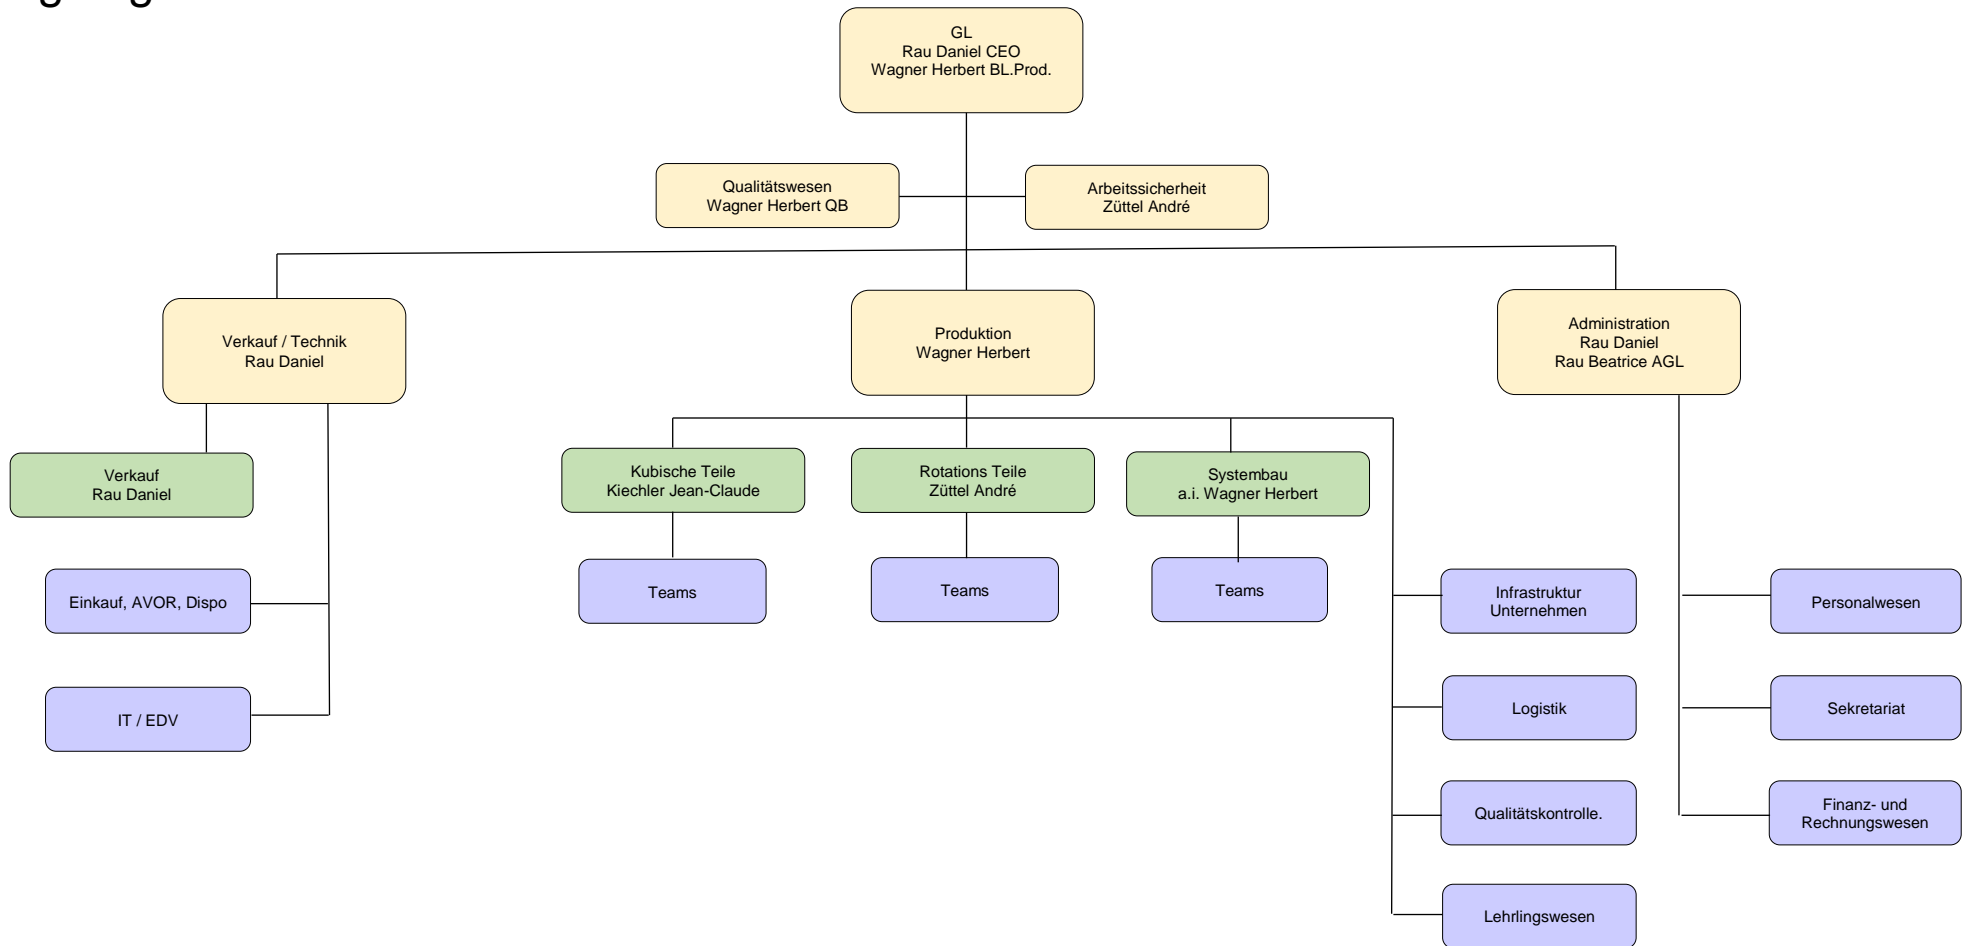 GL
Rau Daniel CEO
Wagner Herbert BL.Prod.
Qualitätswesen
Wagner Herbert QB
Arbeitssicherheit
Züttel André
Verkauf / Technik
Rau Daniel
Produktion
Wagner Herbert
Administration
Rau Daniel
Rau Beatrice AGL
Verkauf
Rau Daniel
Kubische Teile
Kiechler Jean-Claude
Rotations Teile
Züttel André
Systembau
a.i. Wagner Herbert
Einkauf, AVOR, Dispo
Teams
Teams
Teams
Infrastruktur
Unternehmen
Personalwesen
IT / EDV
Logistik
Sekretariat
Qualitätskontrolle.
Finanz- und
Rechnungswesen
Lehrlingswesen